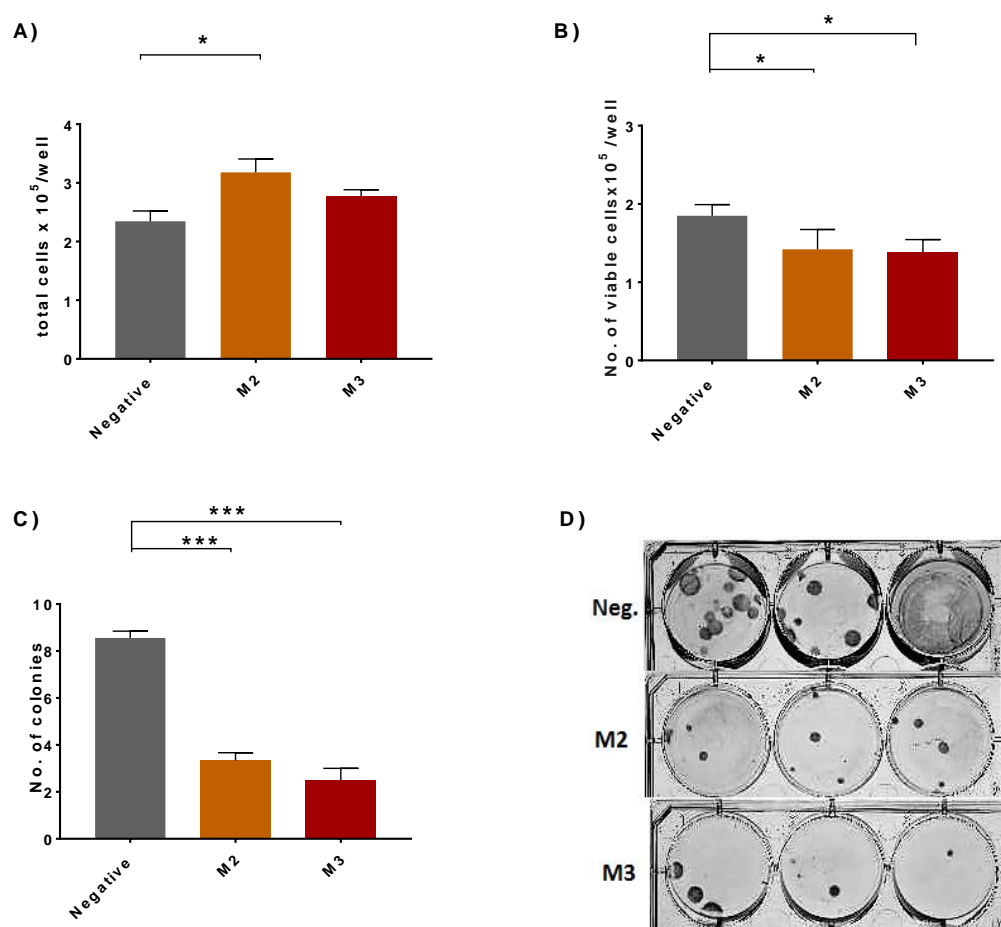 A)
*
total cells x 10^5/well
4
3
2
1
0
Negative
M2
M3
B)
*
*
No. of viable cellsx10^5 /well
3
2
1
0
Negative
M2
M3
C)
***
***
No. of colonies
10
8
6
4
2
0
Negative
M2
M3
D)
Neg.
M2
M3